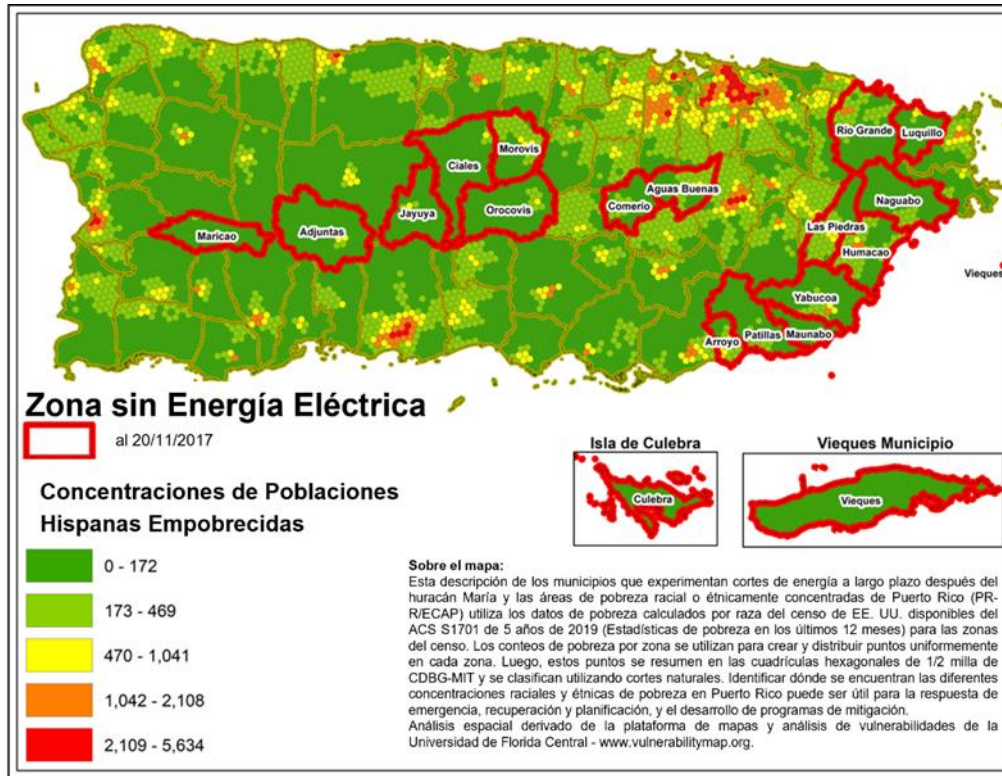 Rio Grande
Luquillo
Morovis
Ciales
Naguabo
Aguas Buenas
Jayuya
Orocovis
Comerio
Las Piedras
Adjuntas
Maricao
Humacao
Vieques
Yabucoa
Patillas
Maunabo
Arroyo
Zona sin Energía Eléctrica
al 20/11/2017
Concentraciones de Poblaciones
Hispanas Empobrecidas
0 - 172
173 - 469
470 - 1,041
1,042 - 2,108
2,109 - 5,634
Isla de Culebra
Culebra
Vieques Municipio
Vieques
Sobre el mapa:
Esta descripción de los municipios que experimentan cortes de energía a largo plazo después del
huracán María y las áreas de pobreza racial o étnicamente concentradas de Puerto Rico (PR-
R/ECAP) utiliza los datos de pobreza calculados por raza del censo de EE. UU. disponibles del
ACS S1701 de 5 años de 2019 (Estadísticas de pobreza en los últimos 12 meses) para las zonas
del censo. Los conteos de pobreza por zona se utilizan para crear y distribuir puntos uniformemente
en cada zona. Luego, estos puntos se resumen en las cuadrículas hexagonales de 1/2 milla de
CDBG-MIT y se clasifican utilizando cortes naturales. Identificar dónde se encuentran las diferentes
concentraciones raciales y étnicas de pobreza en Puerto Rico puede ser útil para la respuesta de
emergencia, recuperación y planificación, y el desarrollo de programas de mitigación.
Análisis espacial derivado de la plataforma de mapas y análisis de vulnerabilidades de la
Universidad de Florida Central - www.vulnerabilitymap.org.